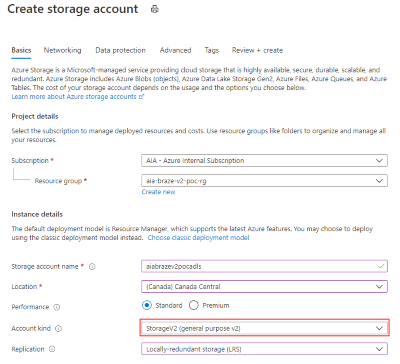 Create storage account
Basics Networking Data protection Advanced Tags Review + create
Azure Storage is a Microsoft-managed service providing cloud storage that is highly available, secure, durable, scalable, and
redundant. Azure Storage includes Azure Blobs (objects), Azure Data Lake Storage Gen2, Azure Files, Azure Queues, and Azure
Tables. The cost of your storage account depends on the usage and the options you choose below.
Learn more about Azure storage accounts
Project details
Select the subscription to manage deployed resources and costs. Use resource groups like folders to organize and manage all
your resources.
Subscription * AIA - Azure Internal Subscription
Resource group * aia-braze-v2-poc-rg
Create new
Instance details
The default deployment model is Resource Manager, which supports the latest Azure features. You may choose to deploy
using the classic deployment model instead. Choose classic deployment model
Storage account name * aiabrazev2pocadls
Location * (Canada) Canada Central
Performance Standard Premium
Account kind StorageV2 (general purpose v2)
Replication Locally-redundant storage (LRS)